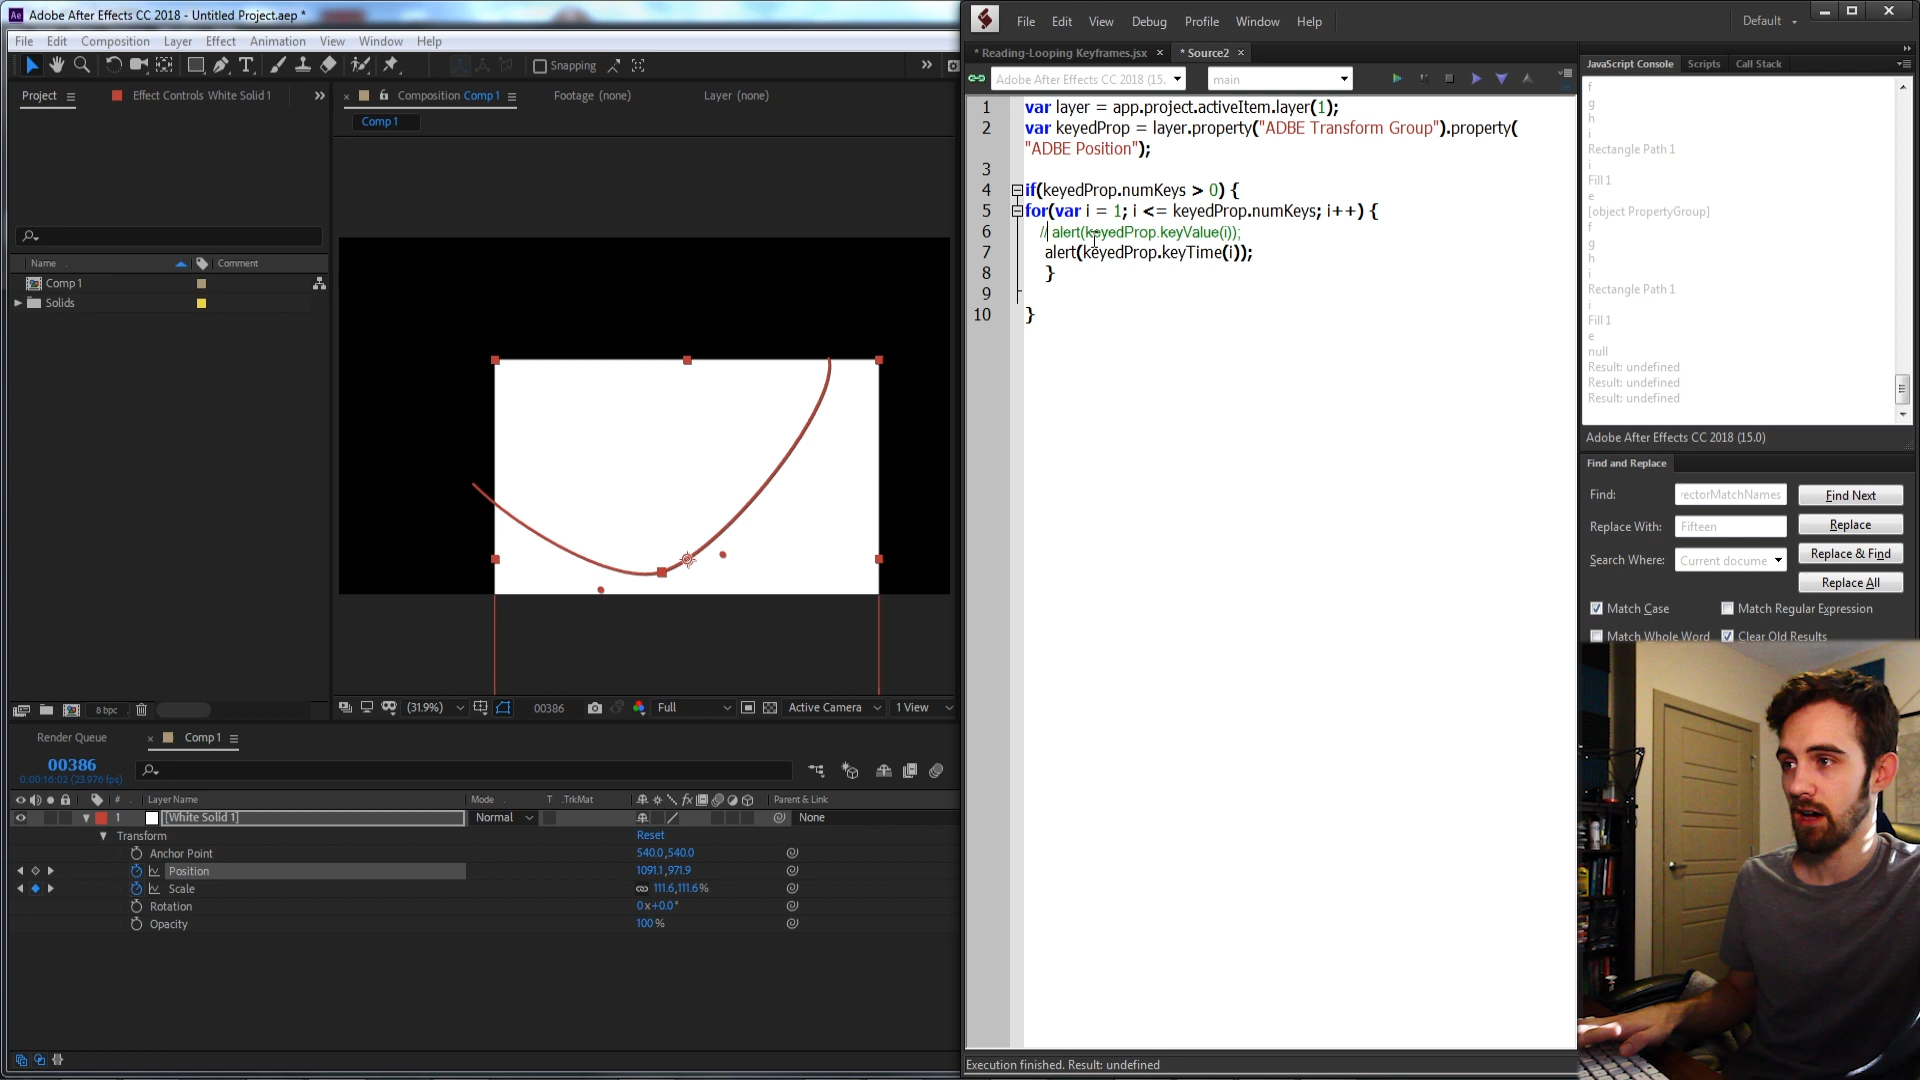 Adobe After Effects CC 2018 - Untitled Project.aep *
File Edit Composition Layer Effect Animation View Window Help
Snapping
Project
Effect Controls White Solid 1
Composition Comp 1
Footage (none)
Layer (none)
Comp 1
Name
Comment
Comp 1
Solids
8 bpc
(31.9%)
00386
Full
Active Camera
1 View
Render Queue
Comp 1
00386
0:00:16:02 (23.976 fps)
# Layer Name Mode T .TrkMat Parent & Link
1 [White Solid 1] Normal None
Transform Reset
Anchor Point 540.0,540.0
Position 1091.1,971.9
Scale 111.6,111.6%
Rotation 0x+0.0°
Opacity 100%
File Edit View Debug Profile Window Help
Default
* Reading-Looping Keyframes.jsx
* Source2
Adobe After Effects CC 2018 (15.
main
1 var layer = app.project.activeItem.layer(1);
2 var keyedProp = layer.property("ADBE Transform Group").property(
"ADBE Position");
3
4 if(keyedProp.numKeys > 0) {
5 for(var i = 1; i <= keyedProp.numKeys; i++) {
6 // alert(keyedProp.keyValue(i));
7 alert(keyedProp.keyTime(i));
8 }
9
10 }
Execution finished. Result: undefined
JavaScript Console Scripts Call Stack
f
g
h
i
Rectangle Path 1
i
Fill 1
e
[object PropertyGroup]
f
g
h
i
Rectangle Path 1
i
Fill 1
e
null
Result: undefined
Result: undefined
Result: undefined
Adobe After Effects CC 2018 (15.0)
Find and Replace
Find: ectorMatchNames Find Next
Replace With: Fifteen Replace
Search Where: Current docume Replace & Find
Replace All
Match Case Match Regular Expression
Match Whole Word Clear Old Results